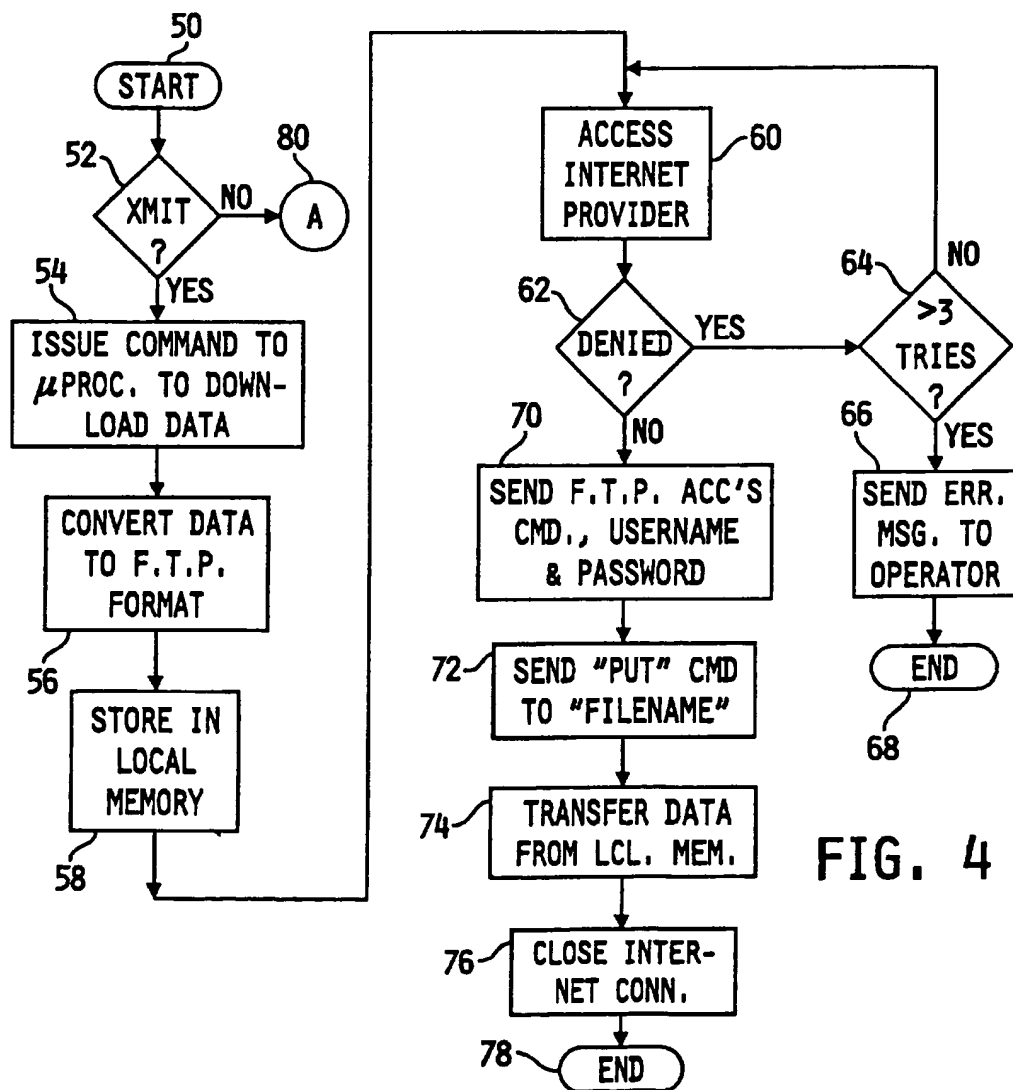 50
START
52
XMIT
?
NO
80
A
YES
54
ISSUE COMMAND TO
μPROC. TO DOWN-
LOAD DATA
CONVERT DATA
TO F.T.P.
FORMAT
56
STORE IN
LOCAL
MEMORY
58
ACCESS
INTERNET
PROVIDER
60
62
DENIED
?
YES
NO
64
>3
TRIES
?
NO
YES
66
SEND ERR.
MSG. TO
OPERATOR
END
68
70
SEND F.T.P. ACC'S
CMD., USERNAME
& PASSWORD
72
SEND "PUT" CMD
TO "FILENAME"
74
TRANSFER DATA
FROM LCL. MEM.
76
CLOSE INTER-
NET CONN.
78
END
FIG. 4